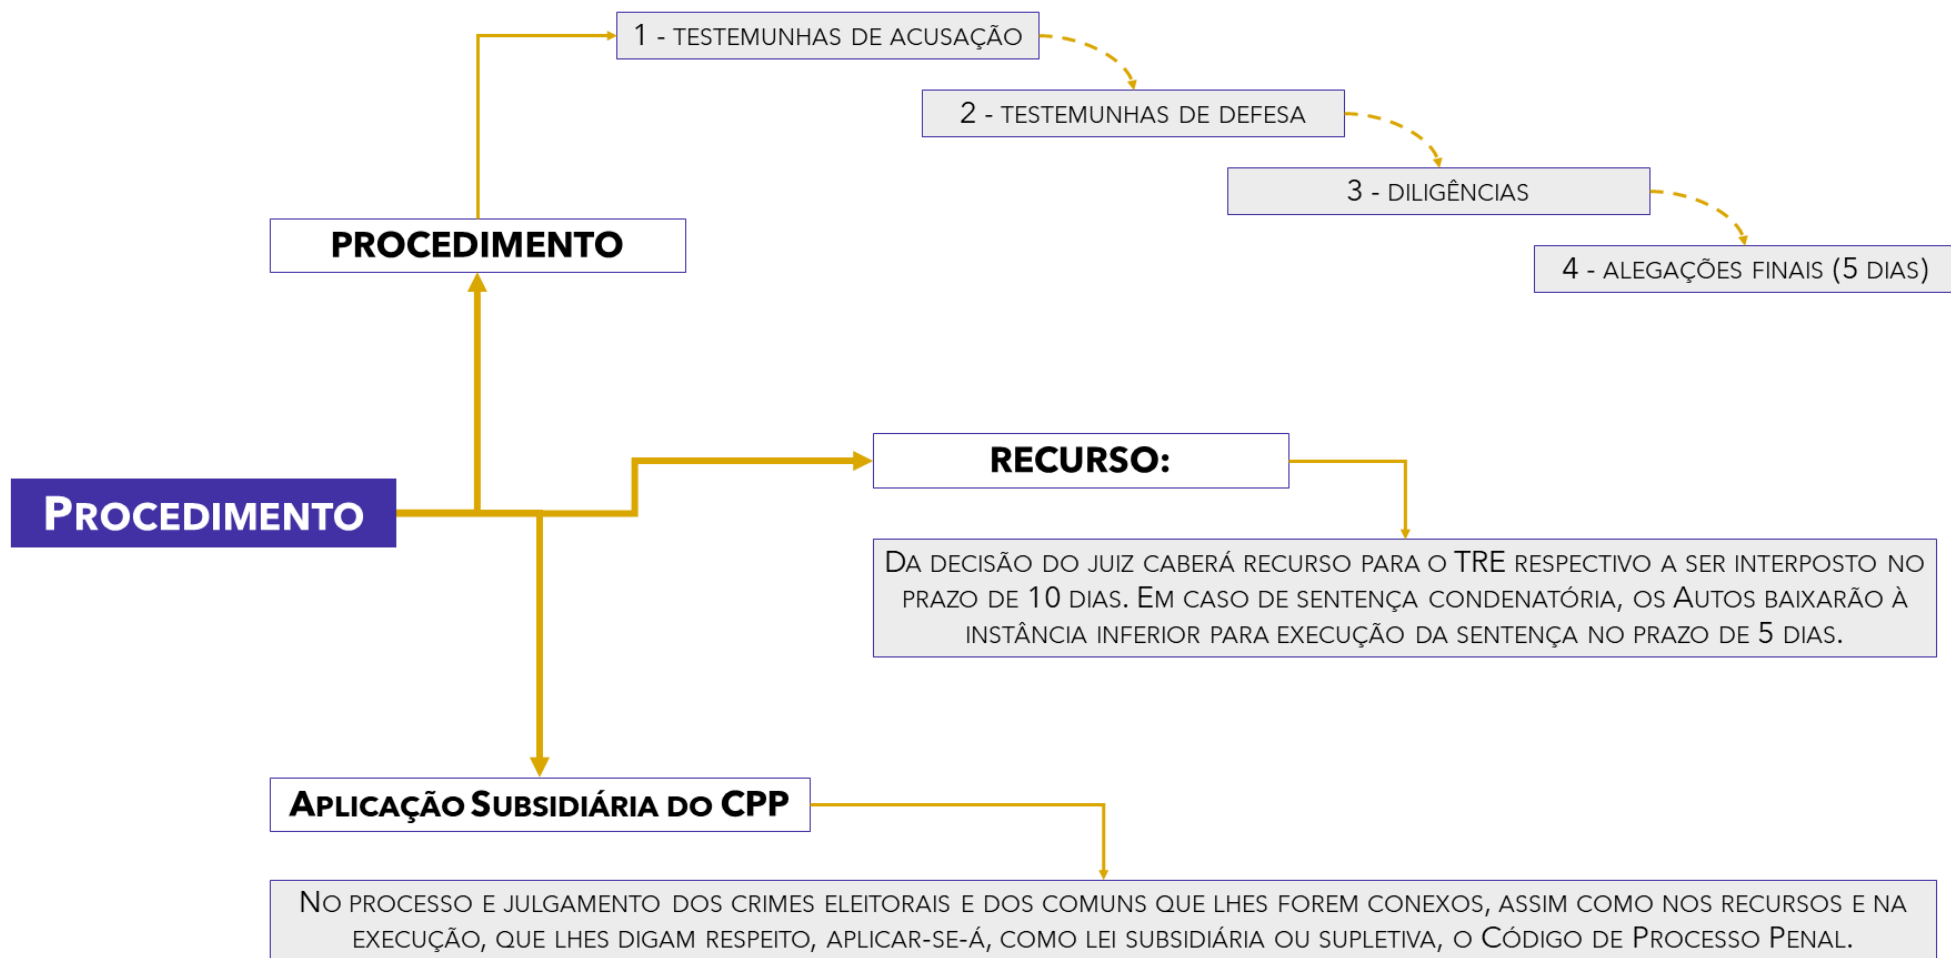 1 - TESTEMUNHAS DE ACUSAÇÃO
2 - TESTEMUNHAS DE DEFESA
3 - DILIGÊNCIAS
4 - ALEGAÇÕES FINAIS (5 DIAS)
PROCEDIMENTO
RECURSO:
PROCEDIMENTO
DA DECISÃO DO JUIZ CABERÁ RECURSO PARA O TRE RESPECTIVO A SER INTERPOSTO NO
PRAZO DE 10 DIAS. EM CASO DE SENTENÇA CONDENATÓRIA, OS AUTOS BAIXARÃO À
INSTÂNCIA INFERIOR PARA EXECUÇÃO DA SENTENÇA NO PRAZO DE 5 DIAS.
APLICAÇÃO SUBSIDIÁRIA DO CPP
NO PROCESSO E JULGAMENTO DOS CRIMES ELEITORAIS E DOS COMUNS QUE LHES FOREM CONEXOS, ASSIM COMO NOS RECURSOS E NA
EXECUÇÃO, QUE LHES DIGAM RESPEITO, APLICAR-SE-Á, COMO LEI SUBSIDIÁRIA OU SUPLETIVA, O CÓDIGO DE PROCESSO PENAL.